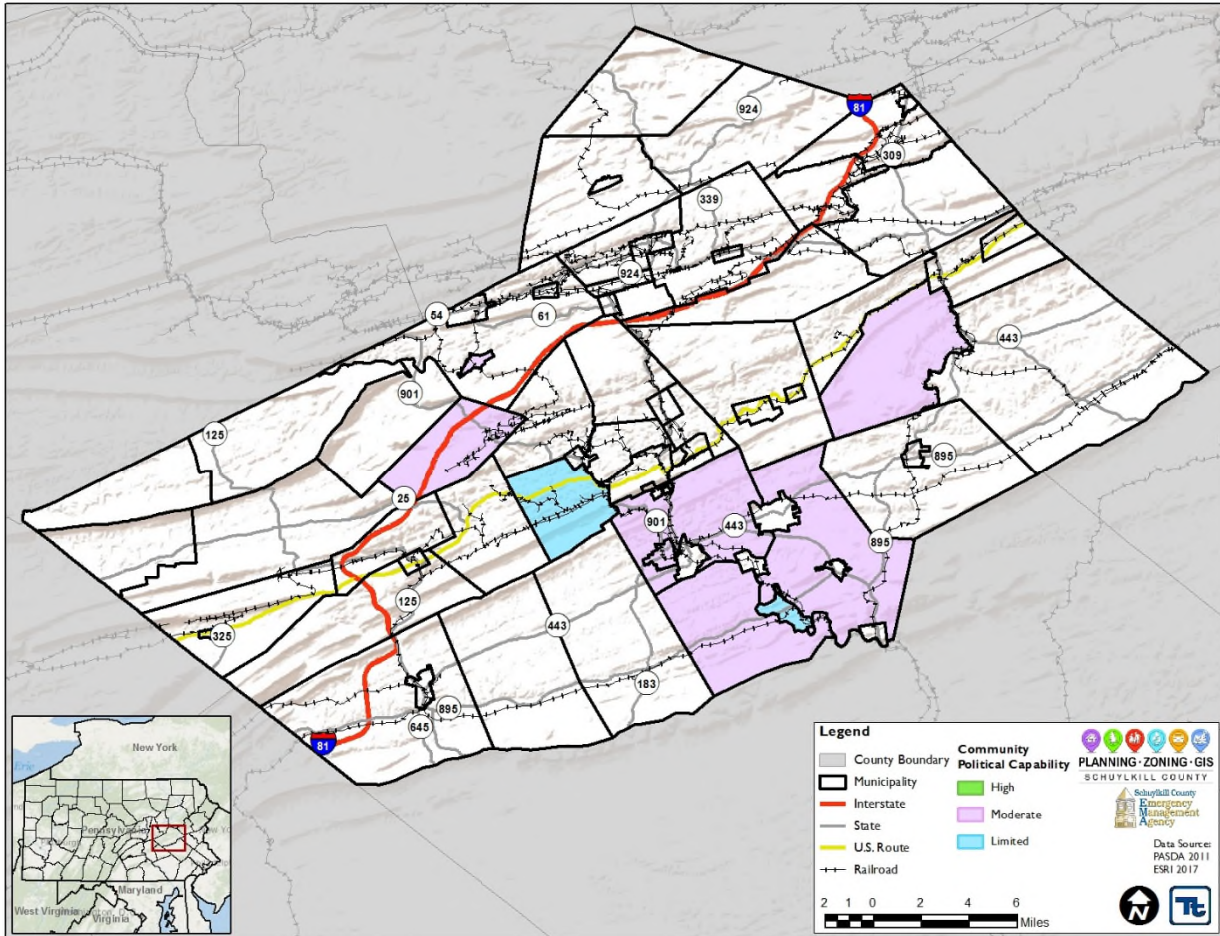 924
81
309
339
924
54
61
443
901
125
895
25
901
443
895
125
443
325
183
895
645
81
New York
Erie
Pennsylvania
Maryland
West Virginia
Virginia
Legend
County Boundary
Municipality
Interstate
State
U.S. Route
Railroad
Community
Political Capability
High
Moderate
Limited
PLANNING·ZONING·GIS
SCHUYLKILL COUNTY
Schuylkill County
Emergency
Management
Agency
Data Source:
PASDA 2011
ESRI 2017
2 1 0 2 4 6
Miles
N
Tt